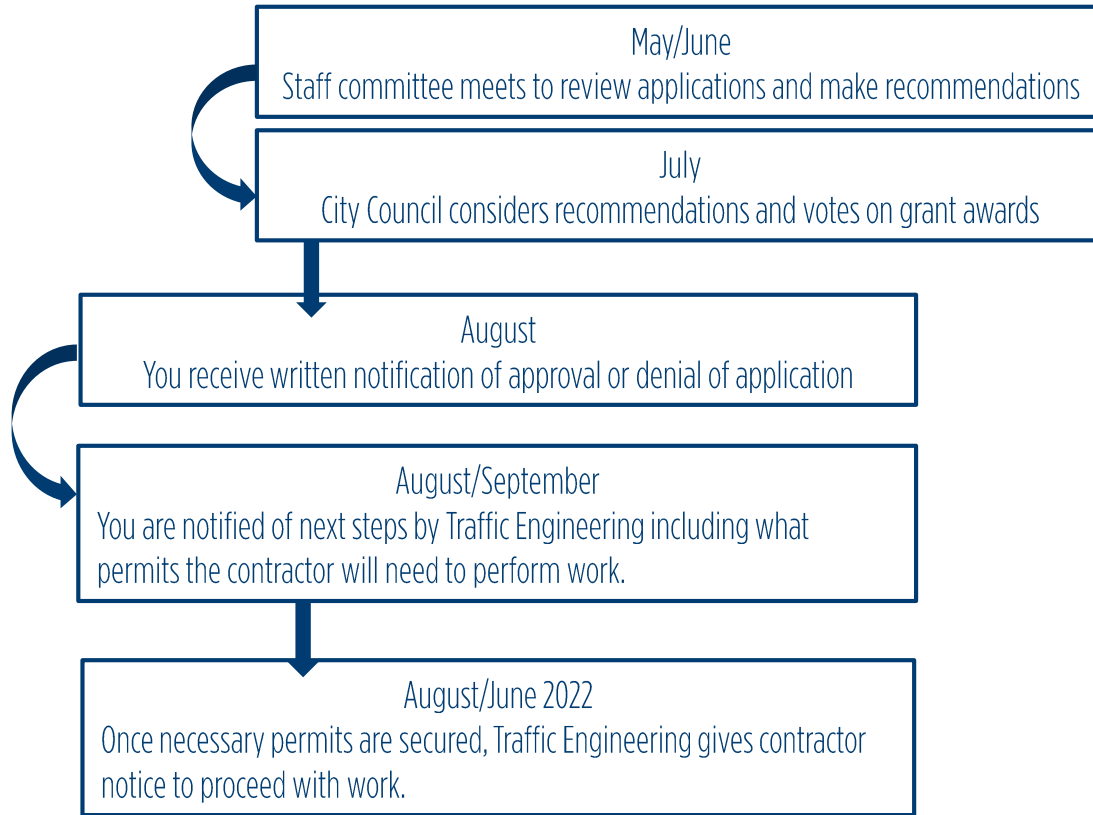 May/June
Staff committee meets to review applications and make recommendations
July
City Council considers recommendations and votes on grant awards
August
You receive written notification of approval or denial of application
August/September
You are notified of next steps by Traffic Engineering including what
permits the contractor will need to perform work.
August/June 2022
Once necessary permits are secured, Traffic Engineering gives contractor
notice to proceed with work.